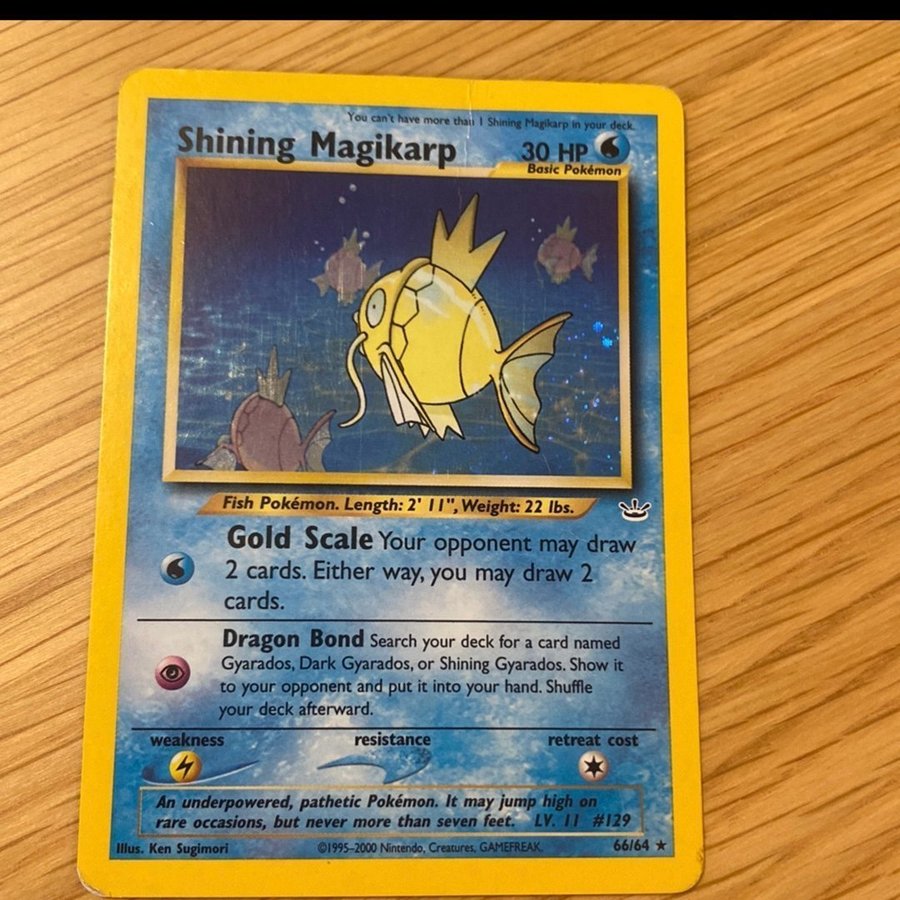 You can't have more than 1 Shining Magikarp in your deck.
Shining Magikarp 30 HP
Basic Pokémon
Fish Pokémon. Length: 2' 11", Weight: 22 lbs.
Gold Scale Your opponent may draw
2 cards. Either way, you may draw 2
cards.
Dragon Bond Search your deck for a card named
Gyarados, Dark Gyarados, or Shining Gyarados. Show it
to your opponent and put it into your hand. Shuffle
your deck afterward.
weakness resistance retreat cost
An underpowered, pathetic Pokémon. It may jump high on
rare occasions, but never more than seven feet. LV. 11 #129
Illus. Ken Sugimori ©1995–2000 Nintendo, Creatures, GAMEFREAK. 66/64 ★